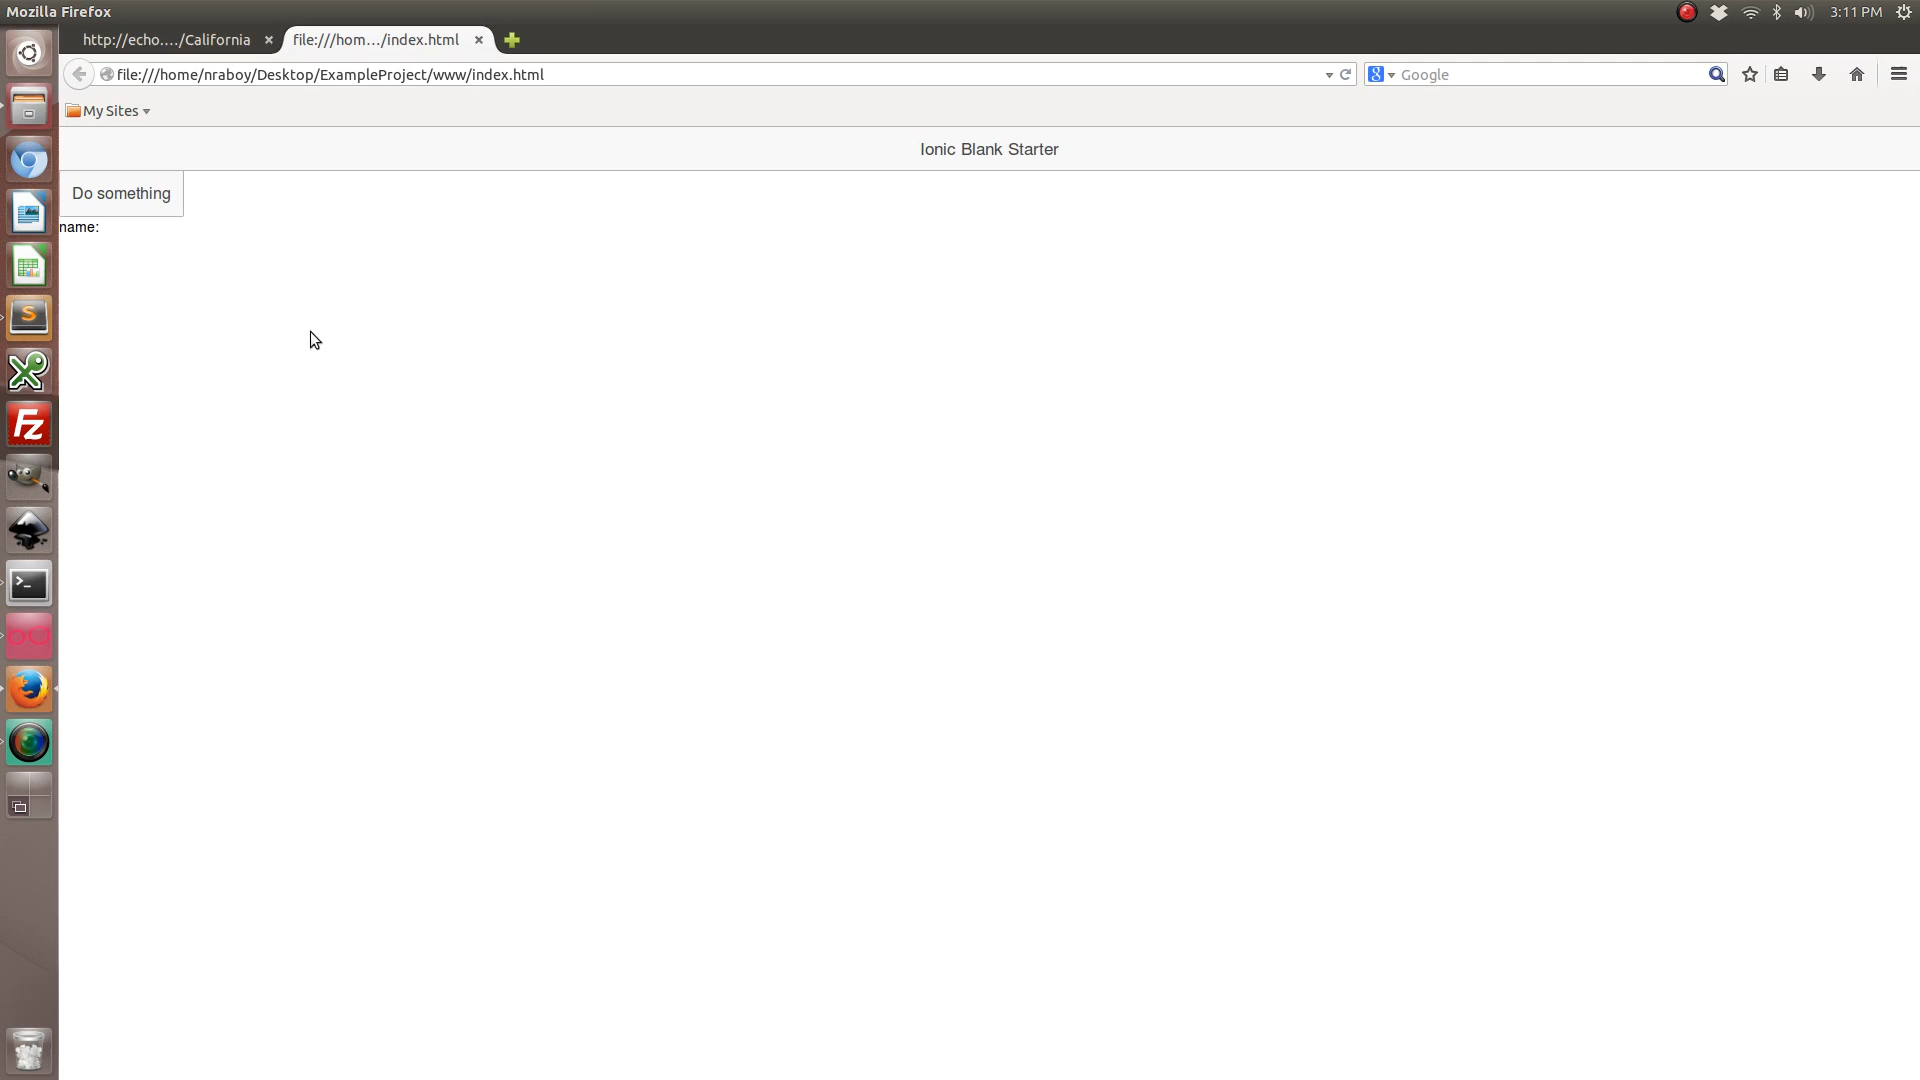 Mozilla Firefox
3:11 PM
http://echo..../California
file:///hom.../index.html
file:///home/nraboy/Desktop/ExampleProject/www/index.html
Google
My Sites
Ionic Blank Starter
Do something
name: